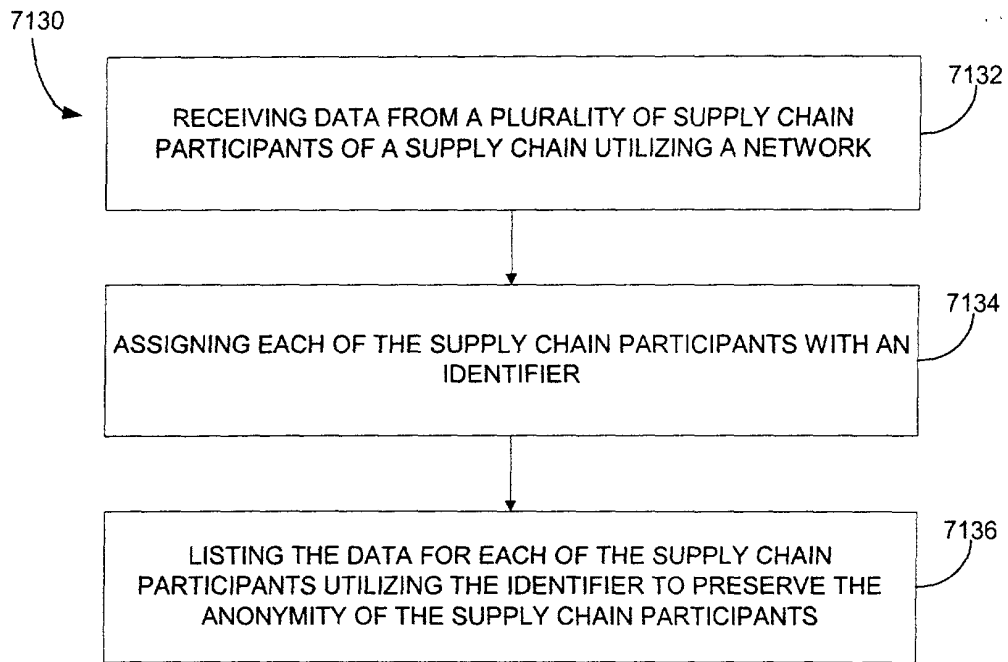 7130
7132
RECEIVING DATA FROM A PLURALITY OF SUPPLY CHAIN
PARTICIPANTS OF A SUPPLY CHAIN UTILIZING A NETWORK
7134
ASSIGNING EACH OF THE SUPPLY CHAIN PARTICIPANTS WITH AN
IDENTIFIER
7136
LISTING THE DATA FOR EACH OF THE SUPPLY CHAIN
PARTICIPANTS UTILIZING THE IDENTIFIER TO PRESERVE THE
ANONYMITY OF THE SUPPLY CHAIN PARTICIPANTS